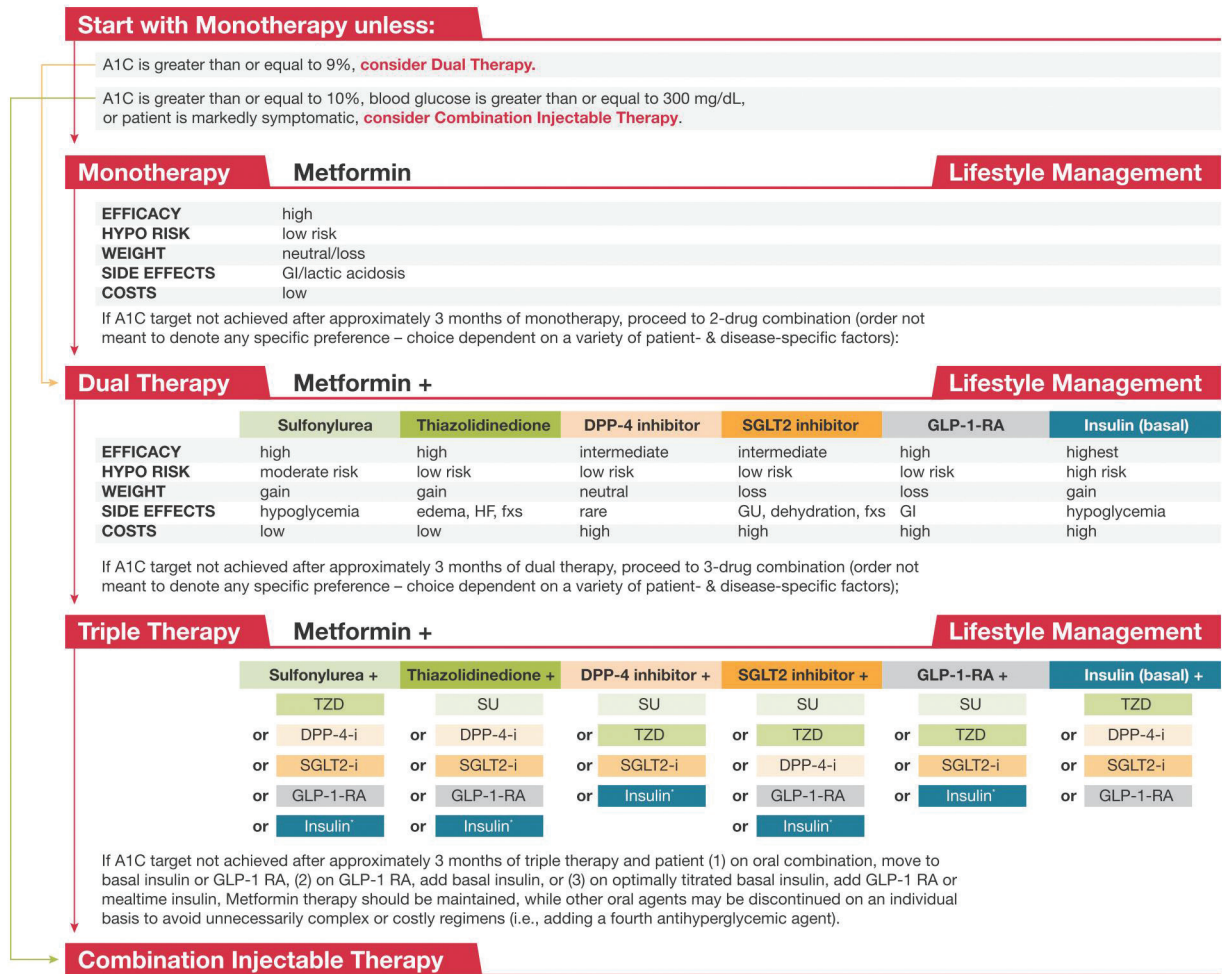 Start with Monotherapy unless:
A1C is greater than or equal to 9%, consider Dual Therapy.
A1C is greater than or equal to 10%, blood glucose is greater than or equal to 300 mg/dL,
or patient is markedly symptomatic, consider Combination Injectable Therapy.
Monotherapy Metformin Lifestyle Management
EFFICACY high
HYPO RISK low risk
WEIGHT neutral/loss
SIDE EFFECTS GI/lactic acidosis
COSTS low
If A1C target not achieved after approximately 3 months of monotherapy, proceed to 2-drug combination (order not
meant to denote any specific preference – choice dependent on a variety of patient- & disease-specific factors):
Dual Therapy Metformin + Lifestyle Management
Sulfonylurea Thiazolidinedione DPP-4 inhibitor SGLT2 inhibitor GLP-1-RA Insulin (basal)
EFFICACY high high intermediate intermediate high highest
HYPO RISK moderate risk low risk low risk low risk low risk high risk
WEIGHT gain gain neutral loss loss gain
SIDE EFFECTS hypoglycemia edema, HF, fxs rare GU, dehydration, fxs GI hypoglycemia
COSTS low low high high high high
If A1C target not achieved after approximately 3 months of dual therapy, proceed to 3-drug combination (order not
meant to denote any specific preference – choice dependent on a variety of patient- & disease-specific factors);
Triple Therapy Metformin + Lifestyle Management
Sulfonylurea + Thiazolidinedione + DPP-4 inhibitor + SGLT2 inhibitor + GLP-1-RA + Insulin (basal) +
TZD SU SU SU SU TZD
or DPP-4-i or DPP-4-i or TZD or TZD or TZD or DPP-4-i
or SGLT2-i or SGLT2-i or SGLT2-i or DPP-4-i or SGLT2-i or SGLT2-i
or GLP-1-RA or GLP-1-RA or Insulin* or GLP-1-RA or Insulin* or GLP-1-RA
or Insulin* or Insulin* or Insulin*
If A1C target not achieved after approximately 3 months of triple therapy and patient (1) on oral combination, move to
basal insulin or GLP-1 RA, (2) on GLP-1 RA, add basal insulin, or (3) on optimally titrated basal insulin, add GLP-1 RA or
mealtime insulin, Metformin therapy should be maintained, while other oral agents may be discontinued on an individual
basis to avoid unnecessarily complex or costly regimens (i.e., adding a fourth antihyperglycemic agent).
Combination Injectable Therapy